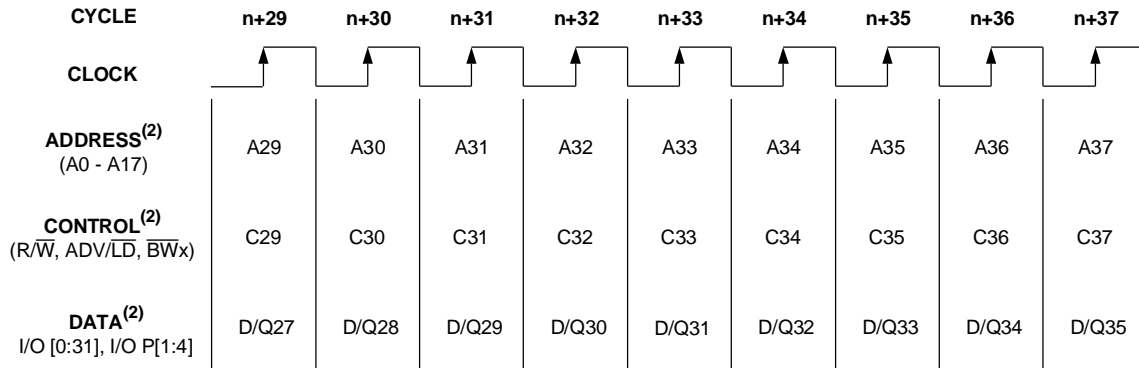 CYCLE n+29 n+30 n+31 n+32 n+33 n+34 n+35 n+36 n+37
CLOCK
ADDRESS(2) A29 A30 A31 A32 A33 A34 A35 A36 A37
(A0 - A17)
CONTROL(2) C29 C30 C31 C32 C33 C34 C35 C36 C37
(R/W̅, ADV/L̅D̅, B̅W̅x)
DATA(2) D/Q27 D/Q28 D/Q29 D/Q30 D/Q31 D/Q32 D/Q33 D/Q34 D/Q35
I/O [0:31], I/O P[1:4]